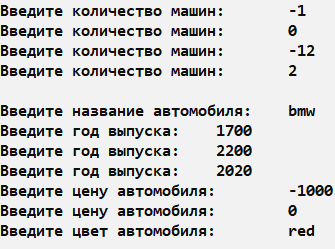 Введите количество машин: -1
Введите количество машин: 0
Введите количество машин: -12
Введите количество машин: 2
Введите название автомобиля: bmw
Введите год выпуска: 1700
Введите год выпуска: 2200
Введите год выпуска: 2020
Введите цену автомобиля: -1000
Введите цену автомобиля: 0
Введите цвет автомобиля: red